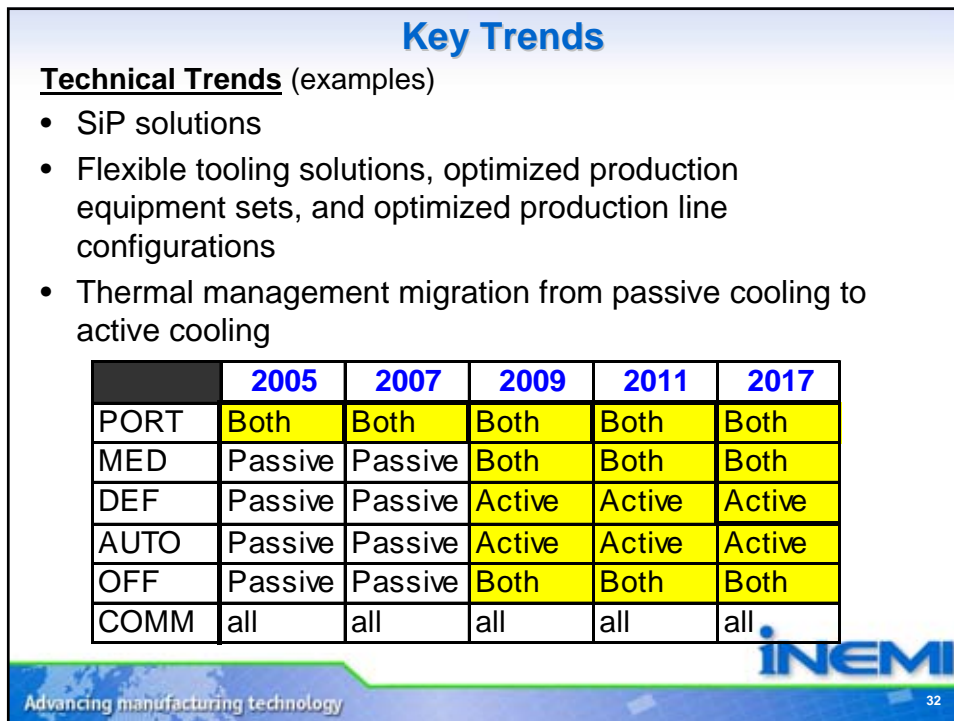 Key Trends
Technical Trends (examples)
• SiP solutions
• Flexible tooling solutions, optimized production
equipment sets, and optimized production line
configurations
• Thermal management migration from passive cooling to
active cooling
2005 2007 2009 2011 2017
PORT Both Both Both Both Both
MED Passive Passive Both Both Both
DEF Passive Passive Active Active Active
AUTO Passive Passive Active Active Active
OFF Passive Passive Both Both Both
COMM all all all all all
iNEMI
Advancing manufacturing technology
32